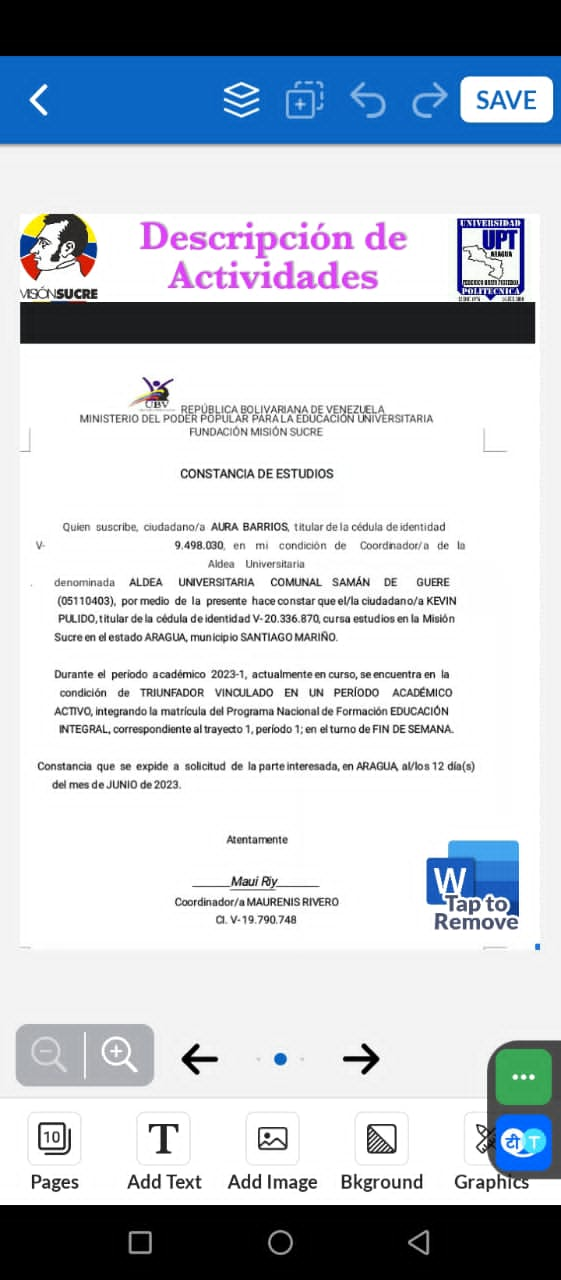 SAVE
Descripción de
Actividades
MISIÓN SUCRE
UNIVERSIDAD
UPT
ARAGUA
POLITECNICA
UBV
REPÚBLICA BOLIVARIANA DE VENEZUELA
MINISTERIO DEL PODER POPULAR PARA LA EDUCACIÓN UNIVERSITARIA
FUNDACIÓN MISIÓN SUCRE
CONSTANCIA DE ESTUDIOS
Quien suscribe, ciudadano/a AURA BARRIOS, titular de la cédula de identidad
V- 9.498.030, en mi condición de Coordinador/a de la
Aldea Universitaria
denominada ALDEA UNIVERSITARIA COMUNAL SAMÁN DE GUERE
(05110403), por medio de la presente hace constar que el/la ciudadano/a KEVIN
PULIDO, titular de la cédula de identidad V-20.336.870, cursa estudios en la Misión
Sucre en el estado ARAGUA, municipio SANTIAGO MARIÑO.
Durante el período académico 2023-1, actualmente en curso, se encuentra en la
condición de TRIUNFADOR VINCULADO EN UN PERÍODO ACADÉMICO
ACTIVO, integrando la matrícula del Programa Nacional de Formación EDUCACIÓN
INTEGRAL, correspondiente al trayecto 1, período 1; en el turno de FIN DE SEMANA.
Constancia que se expide a solicitud de la parte interesada, en ARAGUA, al/los 12 día(s)
del mes de JUNIO de 2023.
Atentamente
Maui Riy
Coordinador/a MAURENIS RIVERO
CI. V-19.790.748
W
Tap to
Remove
10
T
Pages
Add Text
Add Image
Bkground
Graphics
टी T